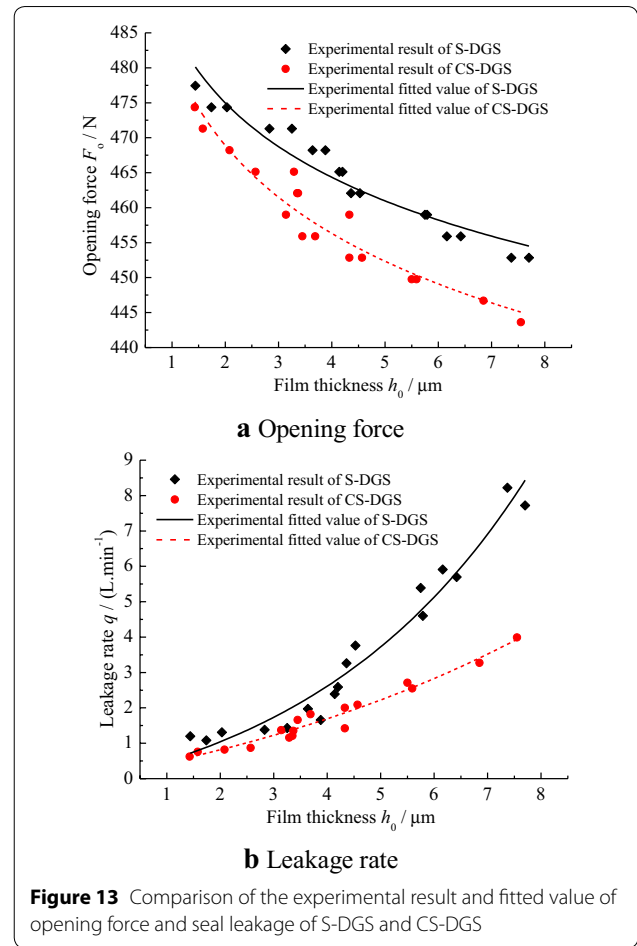 Experimental result of S-DGS
Experimental result of CS-DGS
Experimental fitted value of S-DGS
Experimental fitted value of CS-DGS
485
480
475
470
465
460
455
450
445
440
Opening force Fo / N
1 2 3 4 5 6 7 8
Film thickness h0 / μm
a Opening force
Experimental result of S-DGS
Experimental result of CS-DGS
Experimental fitted value of S-DGS
Experimental fitted value of CS-DGS
9
8
7
6
5
4
3
2
1
0
Leakage rate q / (L.min⁻¹)
1 2 3 4 5 6 7 8
Film thickness h0 / μm
b Leakage rate
Figure 13 Comparison of the experimental result and fitted value of
opening force and seal leakage of S-DGS and CS-DGS